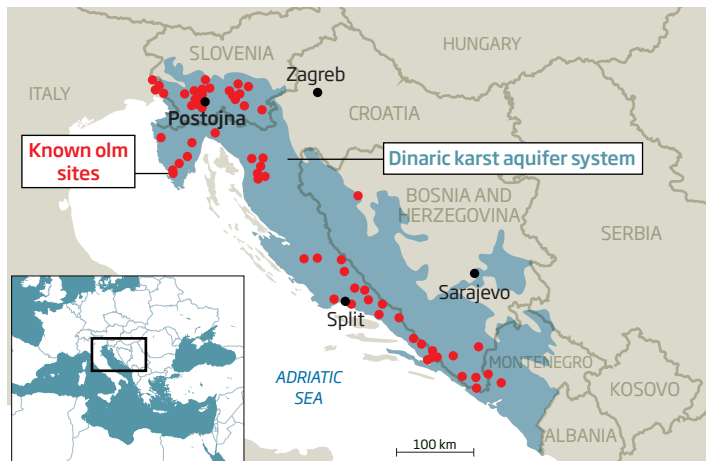 HUNGARY
SLOVENIA
Zagreb
ITALY
CROATIA
Postojna
Known olm
sites
Dinaric karst aquifer system
BOSNIA AND
HERZEGOVINA
SERBIA
Sarajevo
Split
MONTENEGRO
KOSOVO
ADRIATIC
SEA
ALBANIA
100 km